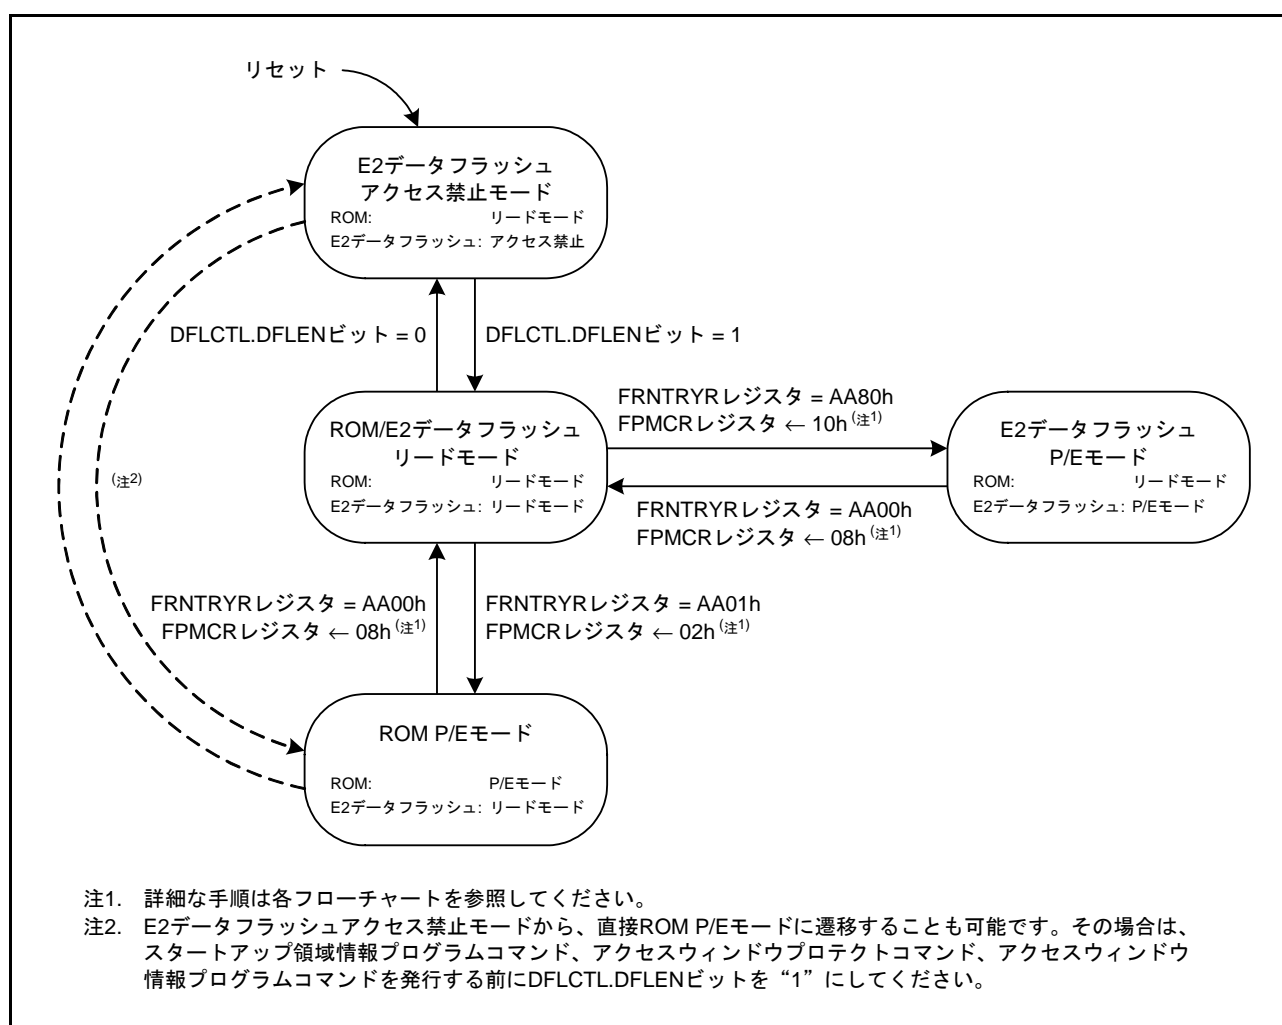 リセット
E2データフラッシュ
アクセス禁止モード
ROM: リードモード
E2データフラッシュ: アクセス禁止
DFLCTL.DFLENビット = 0
DFLCTL.DFLENビット = 1
ROM/E2データフラッシュ
リードモード
ROM: リードモード
E2データフラッシュ: リードモード
FRNTRYRレジスタ = AA80h
FPMCRレジスタ ← 10h (注1)
E2データフラッシュ
P/Eモード
ROM: リードモード
E2データフラッシュ: P/Eモード
FRNTRYRレジスタ = AA00h
FPMCRレジスタ ← 08h (注1)
(注2)
FRNTRYRレジスタ = AA00h
FPMCRレジスタ ← 08h (注1)
FRNTRYRレジスタ = AA01h
FPMCRレジスタ ← 02h (注1)
ROM P/Eモード
ROM: P/Eモード
E2データフラッシュ: リードモード
注1. 詳細な手順は各フローチャートを参照してください。
注2. E2データフラッシュアクセス禁止モードから、直接ROM P/Eモードに遷移することも可能です。その場合は、
スタートアップ領域情報プログラムコマンド、アクセスウィンドウプロテクトコマンド、アクセスウィンドウ
情報プログラムコマンドを発行する前にDFLCTL.DFLENビットを“1”にしてください。